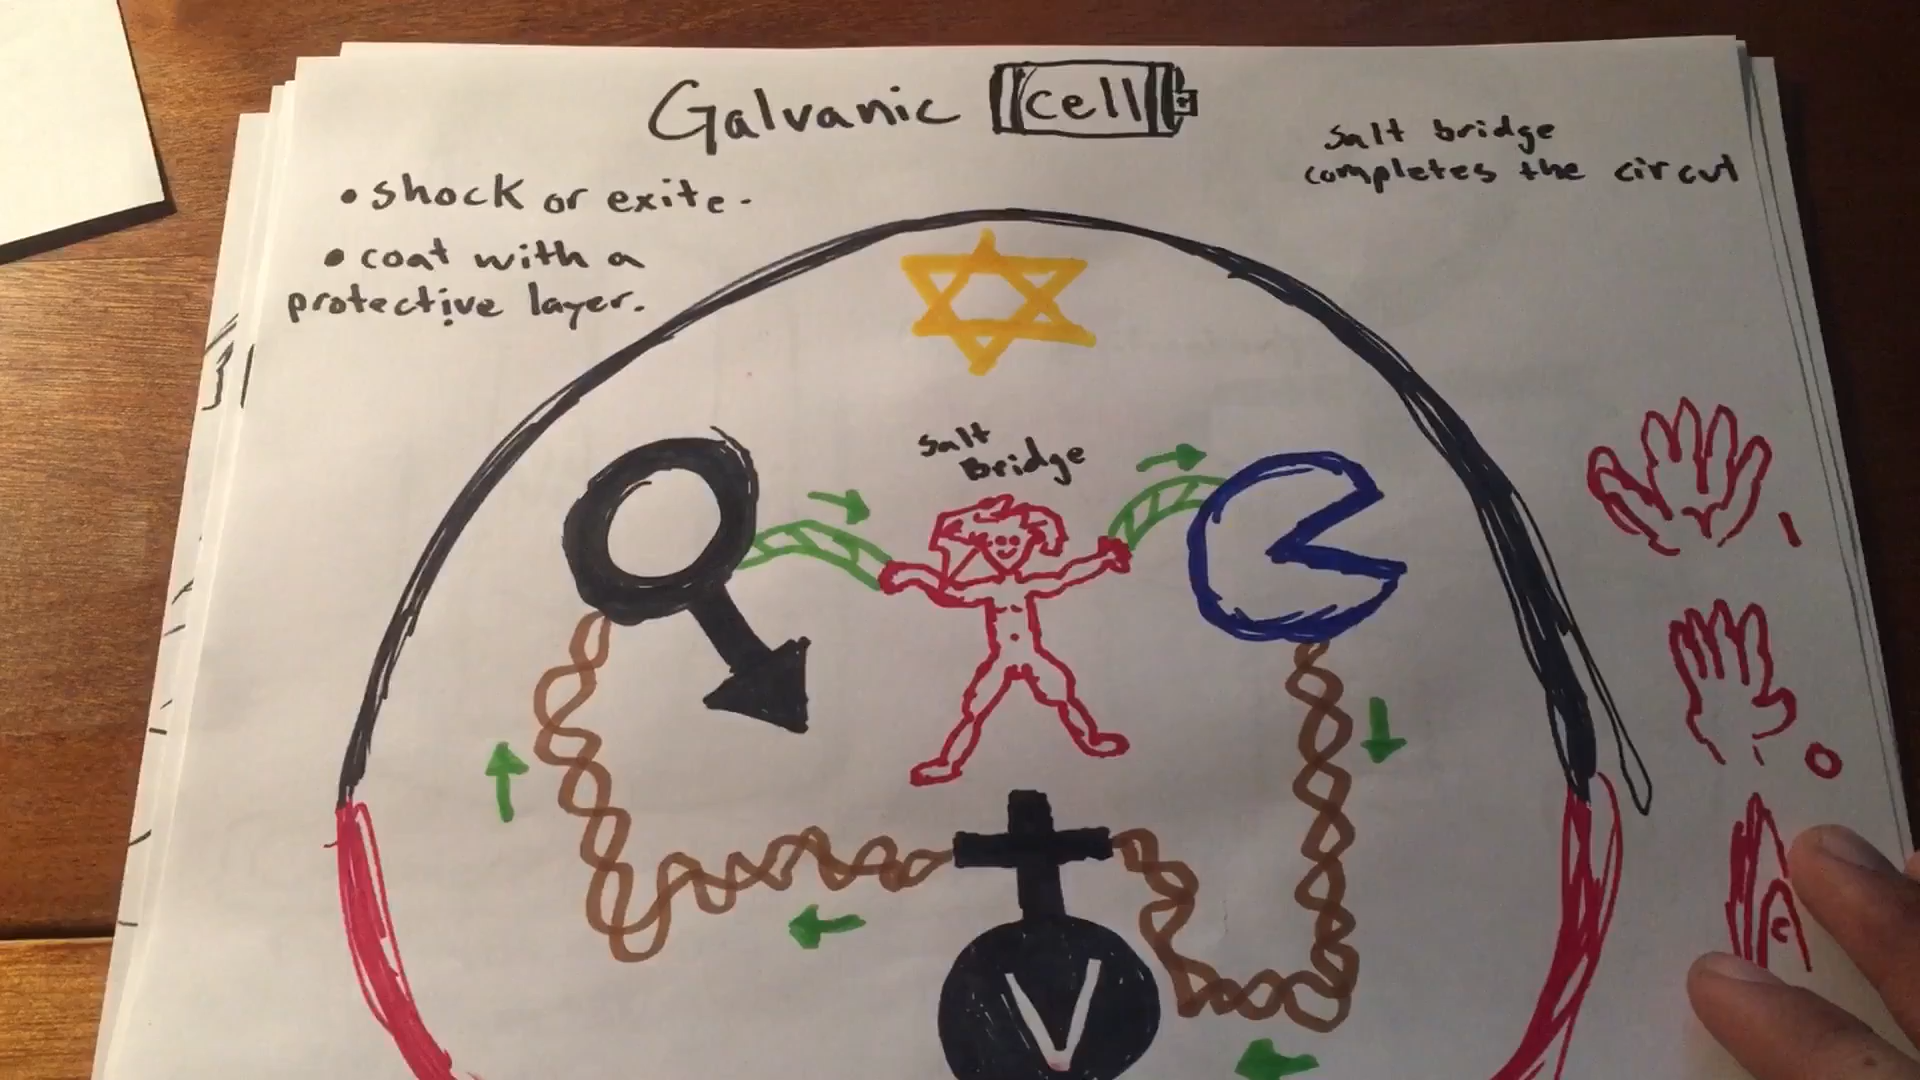 Galvanic cell
salt bridge
completes the circut
• shock or exite.
• coat with a
protective layer.
salt
Bridge
V